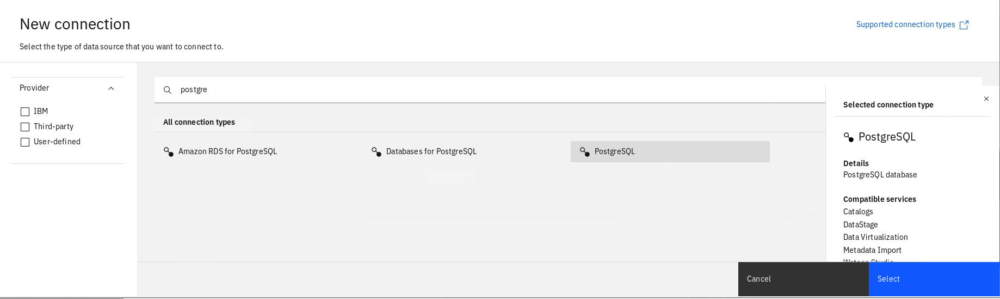 New connection
Supported connection types
Select the type of data source that you want to connect to.
Provider
IBM
Third-party
User-defined
postgre
All connection types
Amazon RDS for PostgreSQL
Databases for PostgreSQL
PostgreSQL
Selected connection type
PostgreSQL
Details
PostgreSQL database
Compatible services
Catalogs
DataStage
Data Virtualization
Metadata Import
Watson Studio
Cancel
Select